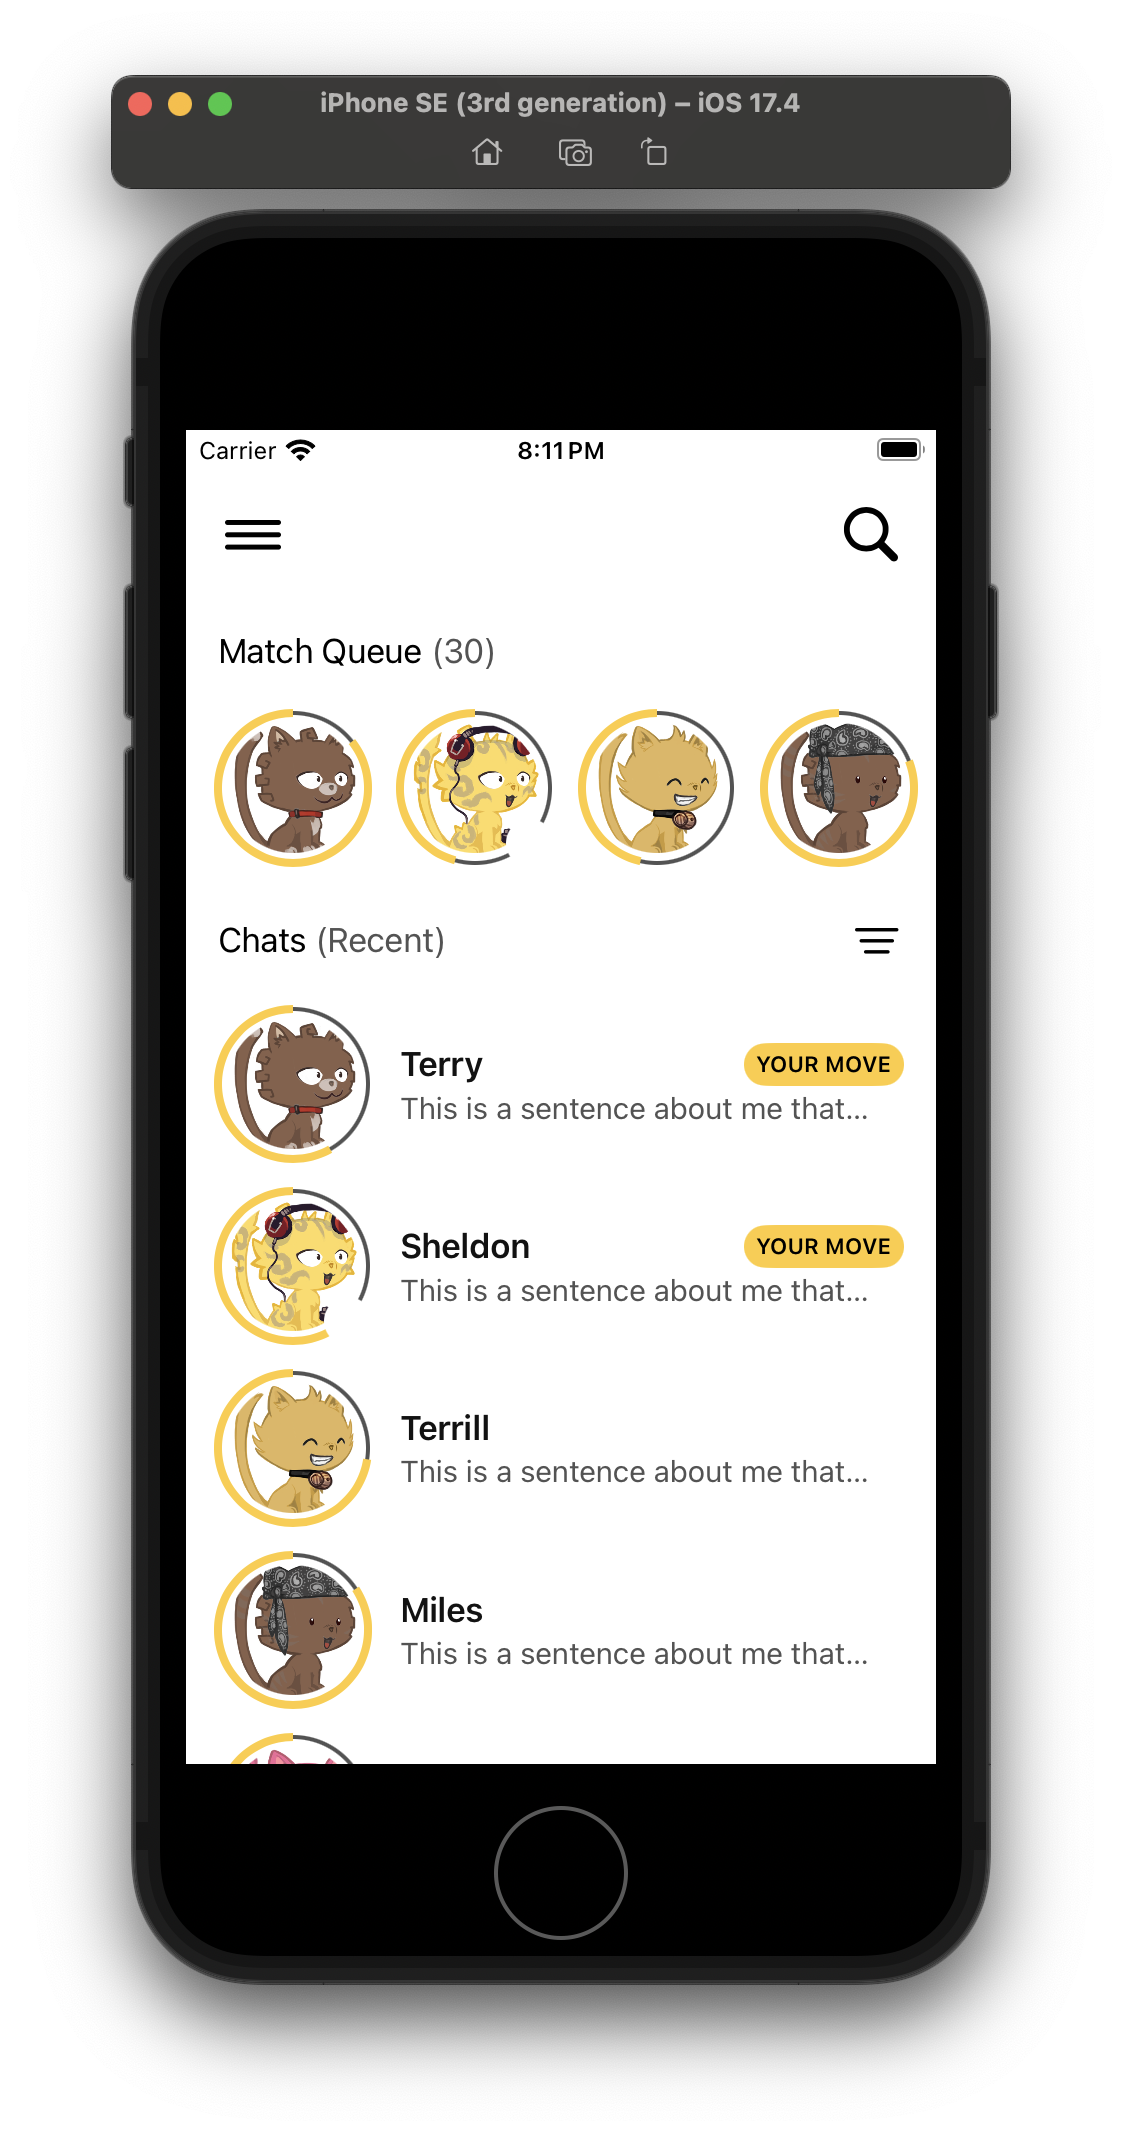 iPhone SE (3rd generation) – iOS 17.4
Carrier 8:11 PM
Match Queue (30)
Chats (Recent)
Terry YOUR MOVE
This is a sentence about me that...
Sheldon YOUR MOVE
This is a sentence about me that...
Terrill
This is a sentence about me that...
Miles
This is a sentence about me that...